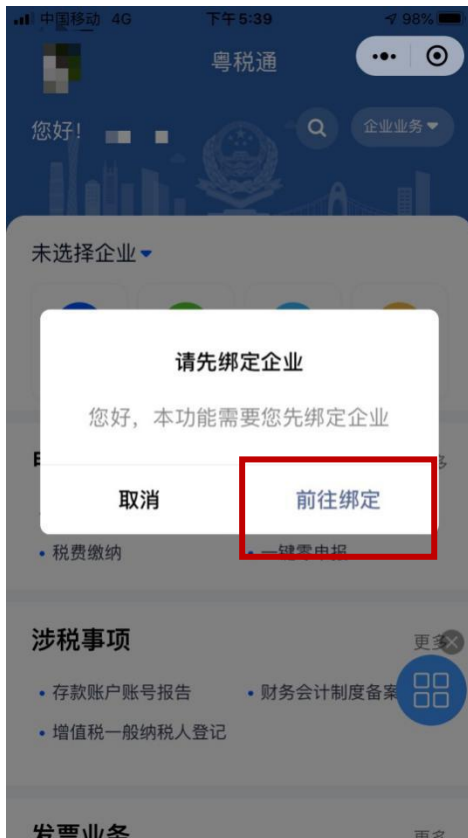 中国移动 4G 下午5:39 98%
粤税通
您好！ 企业业务
未选择企业
请先绑定企业
您好，本功能需要您先绑定企业
取消 前往绑定
• 税费缴纳 • 一键零申报
涉税事项 更多
• 存款账户账号报告 • 财务会计制度备案
• 增值税一般纳税人登记
发票业务 更多